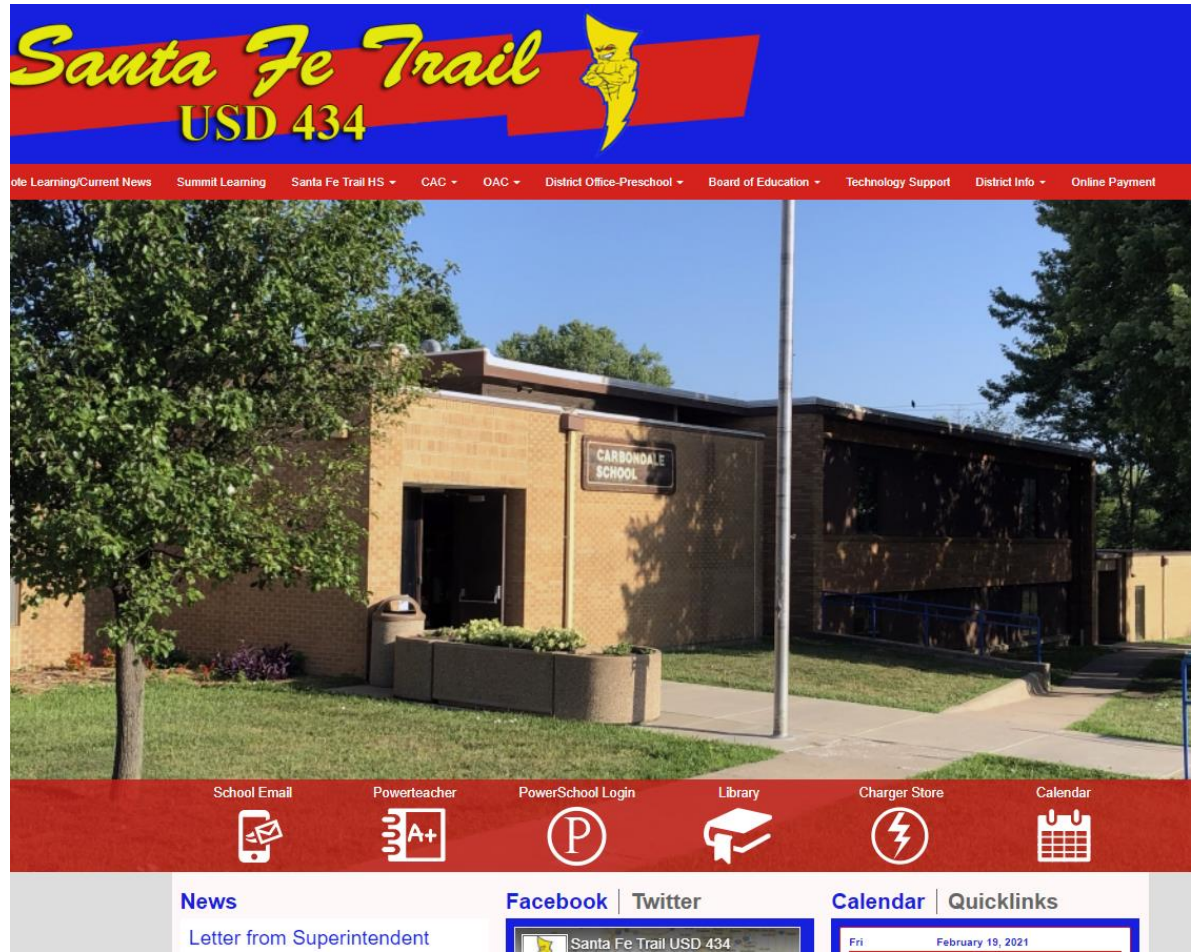 Santa Fe Trail
USD 434
ote Learning/Current News Summit Learning Santa Fe Trail HS CAC OAC District Office-Preschool Board of Education Technology Support District Info Online Payment
CARBONDALE
SCHOOL
School Email Powerteacher PowerSchool Login Library Charger Store Calendar
A+
P
News
Facebook | Twitter
Calendar | Quicklinks
Letter from Superintendent
Santa Fe Trail USD 434
Fri February 19, 2021